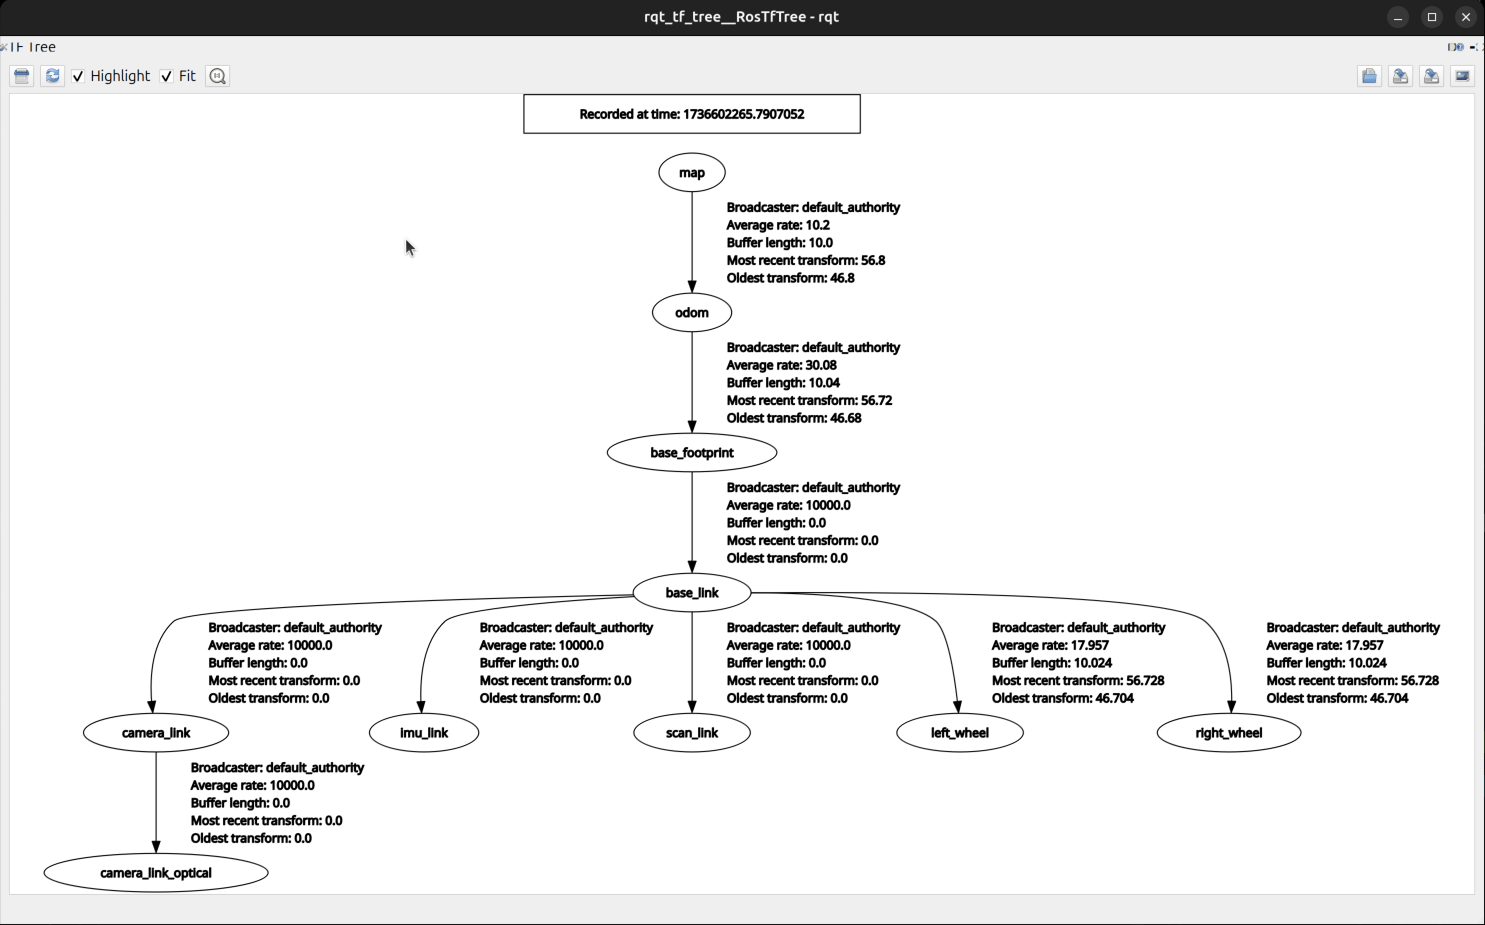 rqt_tf_tree__RosTfTree - rqt
TF Tree
Highlight
Fit
Recorded at time: 1736602265.7907052
map
Broadcaster: default_authority
Average rate: 10.2
Buffer length: 10.0
Most recent transform: 56.8
Oldest transform: 46.8
odom
Broadcaster: default_authority
Average rate: 30.08
Buffer length: 10.04
Most recent transform: 56.72
Oldest transform: 46.68
base_footprint
Broadcaster: default_authority
Average rate: 10000.0
Buffer length: 0.0
Most recent transform: 0.0
Oldest transform: 0.0
base_link
Broadcaster: default_authority
Average rate: 10000.0
Buffer length: 0.0
Most recent transform: 0.0
Oldest transform: 0.0
Broadcaster: default_authority
Average rate: 10000.0
Buffer length: 0.0
Most recent transform: 0.0
Oldest transform: 0.0
Broadcaster: default_authority
Average rate: 10000.0
Buffer length: 0.0
Most recent transform: 0.0
Oldest transform: 0.0
Broadcaster: default_authority
Average rate: 17.957
Buffer length: 10.024
Most recent transform: 56.728
Oldest transform: 46.704
Broadcaster: default_authority
Average rate: 17.957
Buffer length: 10.024
Most recent transform: 56.728
Oldest transform: 46.704
camera_link
imu_link
scan_link
left_wheel
right_wheel
Broadcaster: default_authority
Average rate: 10000.0
Buffer length: 0.0
Most recent transform: 0.0
Oldest transform: 0.0
camera_link_optical